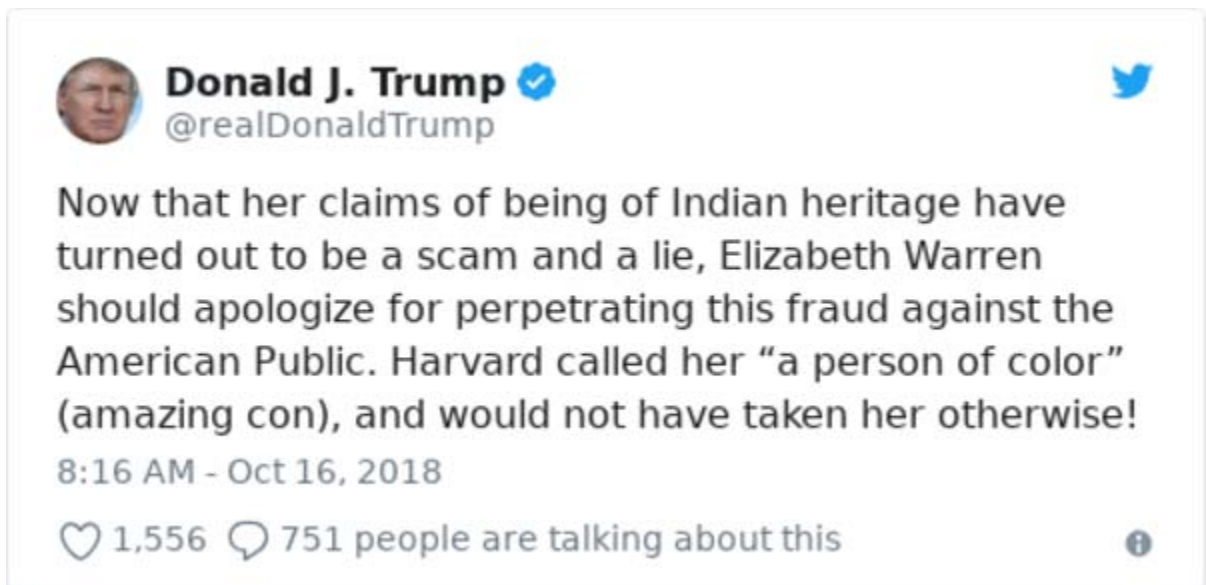 Donald J. Trump
@realDonaldTrump
Now that her claims of being of Indian heritage have
turned out to be a scam and a lie, Elizabeth Warren
should apologize for perpetrating this fraud against the
American Public. Harvard called her “a person of color”
(amazing con), and would not have taken her otherwise!
8:16 AM - Oct 16, 2018
1,556 751 people are talking about this